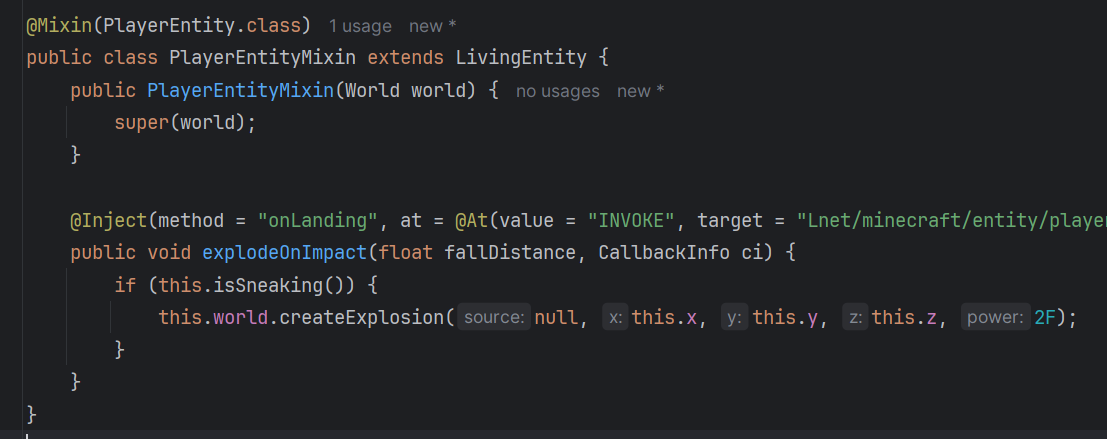 @Mixin(PlayerEntity.class) 1 usage new *
public class PlayerEntityMixin extends LivingEntity {
public PlayerEntityMixin(World world) { no usages new *
super(world);
}
@Inject(method = "onLanding", at = @At(value = "INVOKE", target = "Lnet/minecraft/entity/player
public void explodeOnImpact(float fallDistance, CallbackInfo ci) {
if (this.isSneaking()) {
this.world.createExplosion( source: null, x: this.x, y: this.y, z: this.z, power: 2F);
}
}
}